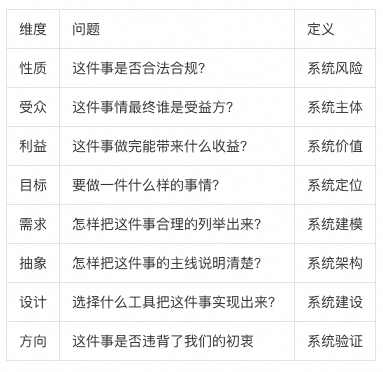 维度 问题 定义
性质 这件事是否合法合规? 系统风险
受众 这件事情最终谁是受益方? 系统主体
利益 这件事做完能带来什么收益? 系统价值
目标 要做一件什么样的事情? 系统定位
需求 怎样把这件事合理的列举出来? 系统建模
抽象 怎样把这件事的主线说明清楚? 系统架构
设计 选择什么工具把这件事实现出来? 系统建设
方向 这件事是否违背了我们的初衷 系统验证